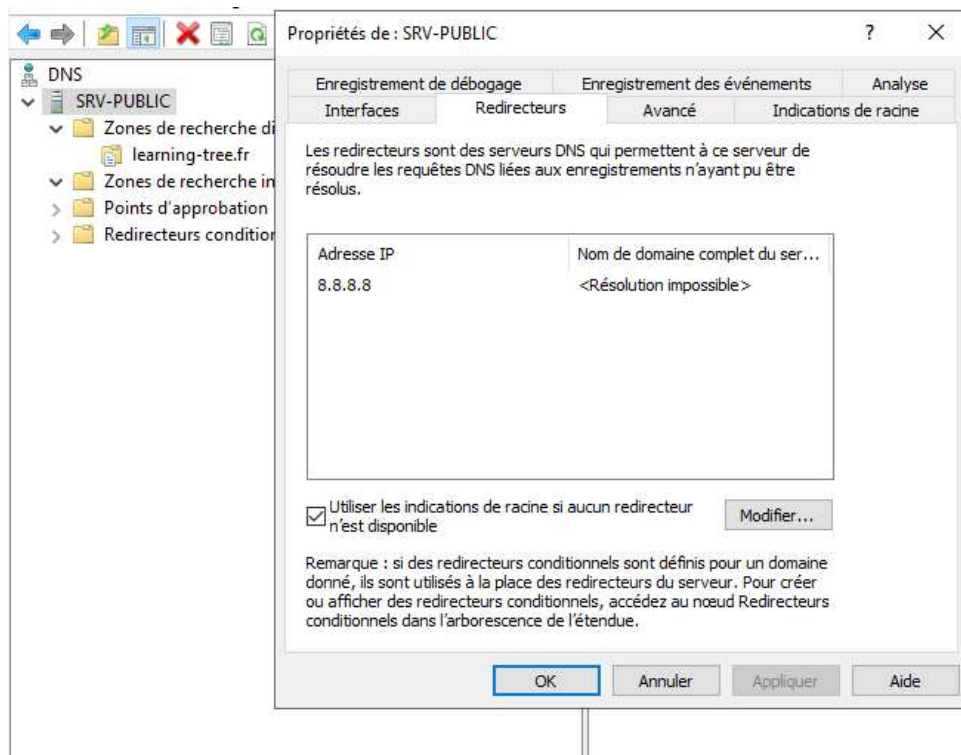 DNS
SRV-PUBLIC
Zones de recherche di
learning-tree.fr
Zones de recherche in
Points d'approbation
Redirecteurs condition
Propriétés de : SRV-PUBLIC
?
Enregistrement de débogage Enregistrement des événements Analyse
Interfaces Redirecteurs Avancé Indications de racine
Les redirecteurs sont des serveurs DNS qui permettent à ce serveur de
résoudre les requêtes DNS liées aux enregistrements n'ayant pu être
résolus.
Adresse IP Nom de domaine complet du ser...
8.8.8.8 <Résolution impossible>
Utiliser les indications de racine si aucun redirecteur
n'est disponible
Modifier...
Remarque : si des redirecteurs conditionnels sont définis pour un domaine
donné, ils sont utilisés à la place des redirecteurs du serveur. Pour créer
ou afficher des redirecteurs conditionnels, accédez au nœud Redirecteurs
conditionnels dans l'arborescence de l'étendue.
OK Annuler Appliquer Aide